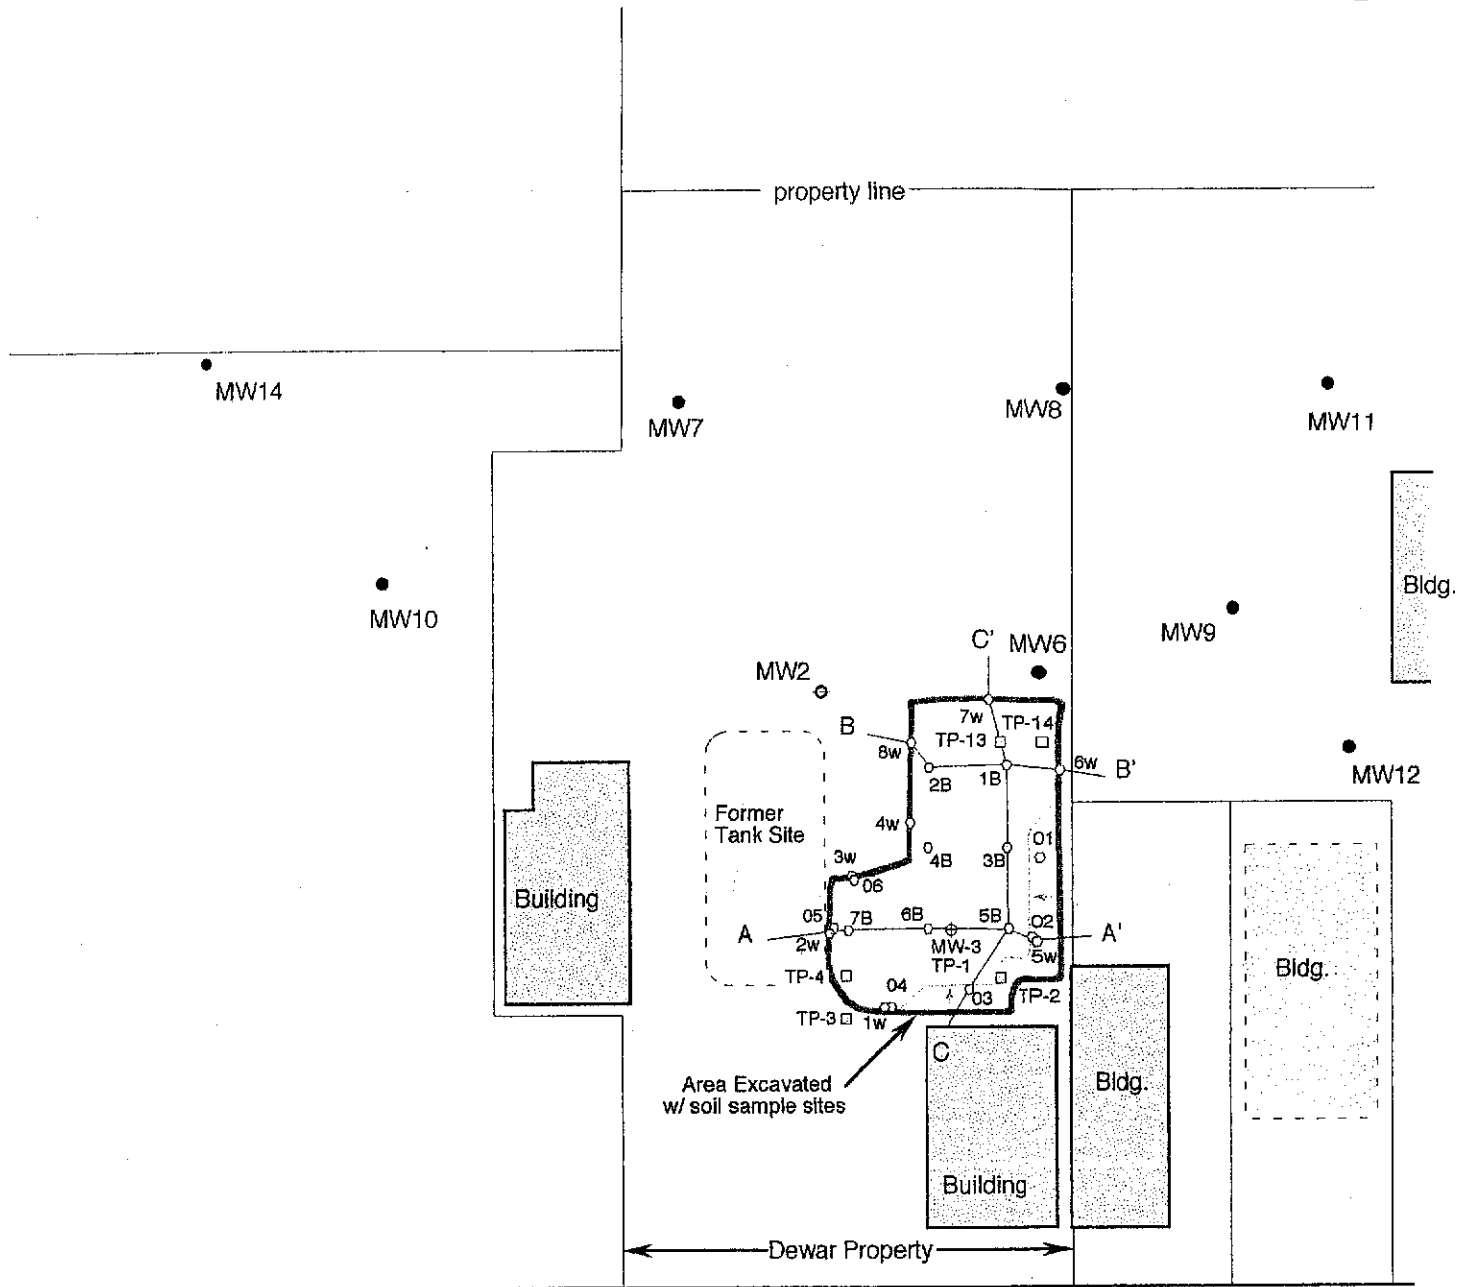 property line
MW14
MW7
MW8
MW11
Bldg.
MW10
MW9
C'
MW6
MW2
7w
TP-14
B
TP-13
8w
6w
B'
2B
1B
MW12
Former
Tank Site
4w
01
3w
4B
3B
06
Building
05
7B
6B
5B
02
A
A'
2w
MW-3
5w
TP-1
TP-4
Bldg.
04
03
TP-2
TP-3
1w
C
Area Excavated
w/ soil sample sites
Bldg.
Building
Dewar Property